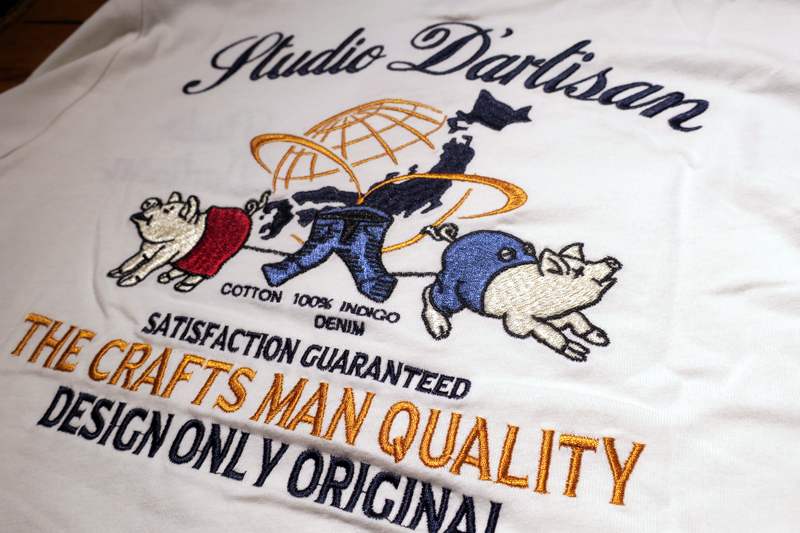 Studio D'artisan
COTTON 100% INDIGO
DENIM
SATISFACTION GUARANTEED
THE CRAFTS MAN QUALITY
DESIGN ONLY ORIGINAL